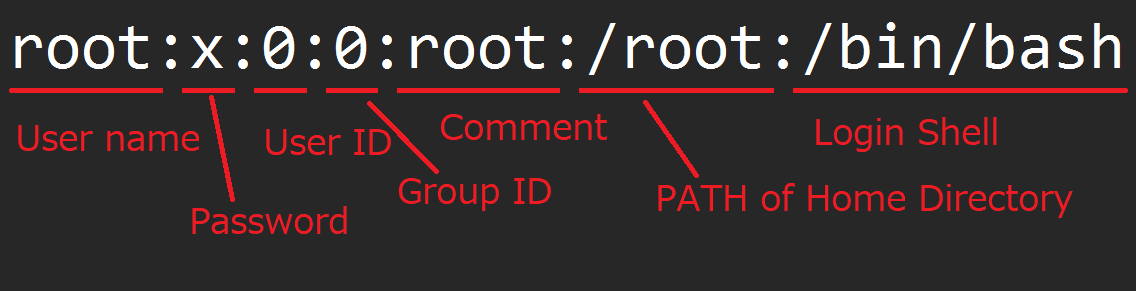 root:x:0:0:root:/root:/bin/bash
User name
User ID
Comment
Login Shell
Password
Group ID
PATH of Home Directory